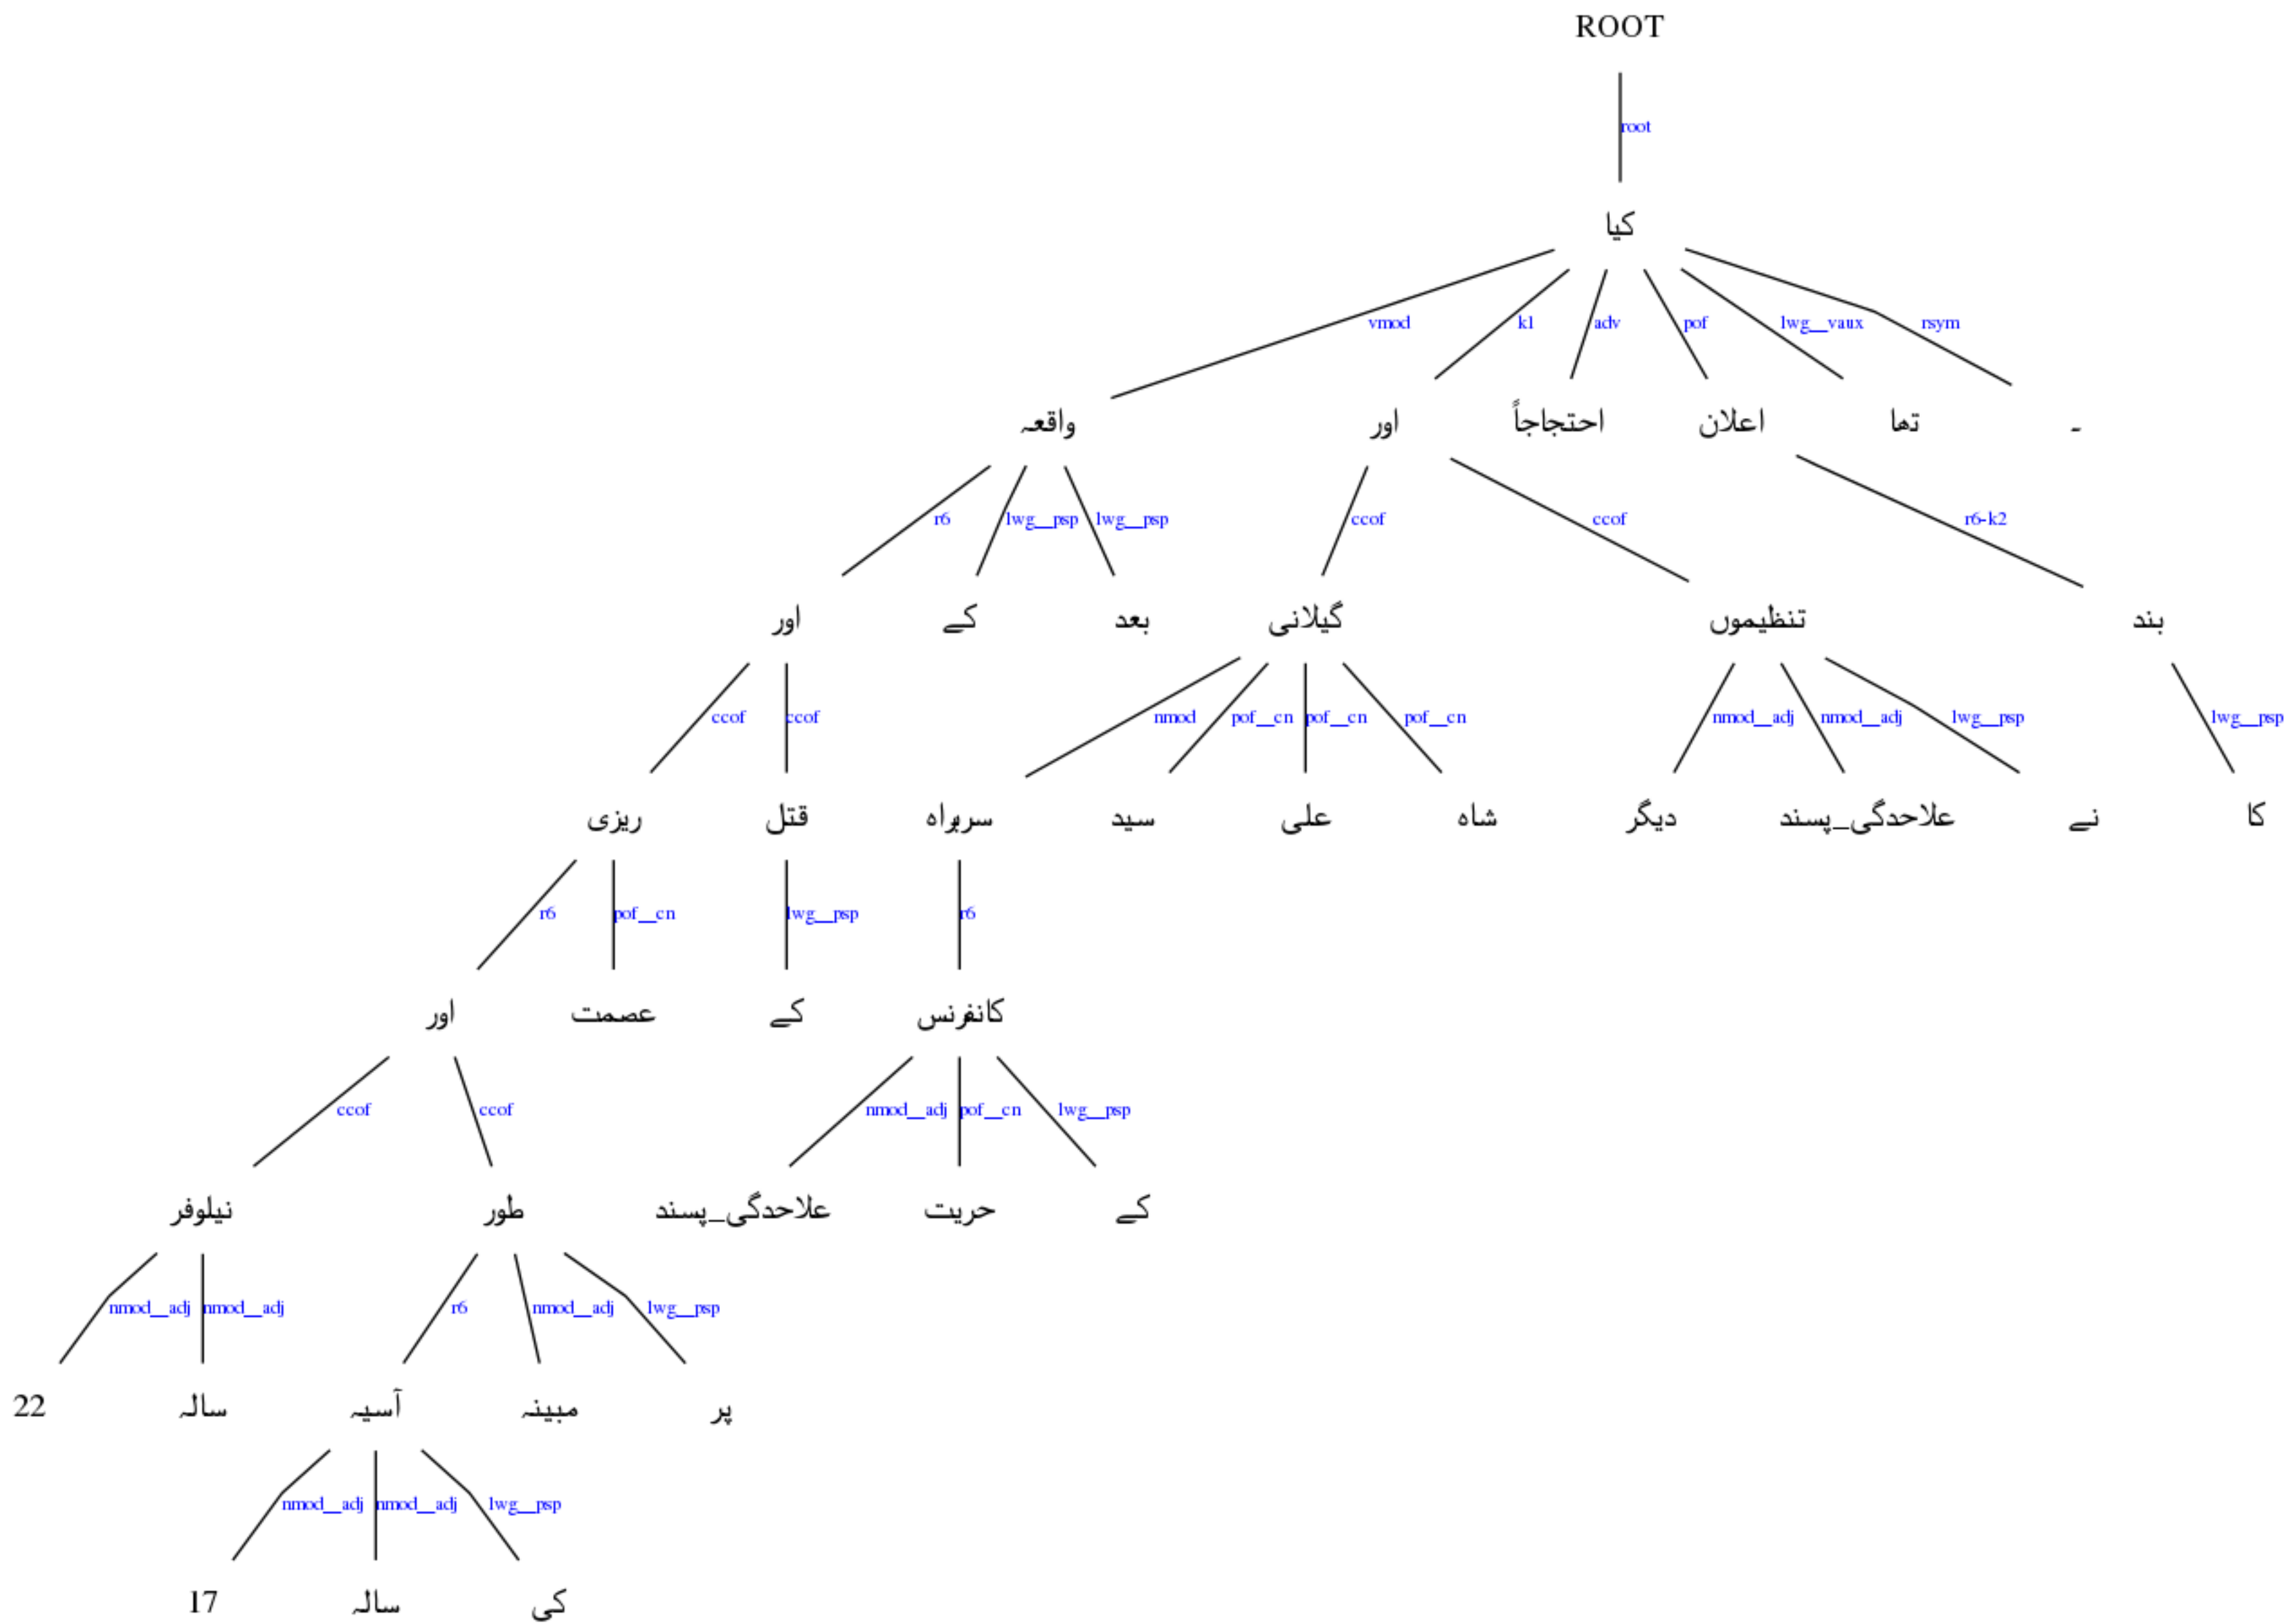 ROOT
root
کیا
vmod k1 adv pof lwg__vaux rsym
واقعہ اور احتجاجاً اعلان تھا ۔
r6 lwg__psp lwg__psp ccof ccof r6-k2
اور کے بعد گیلانی تنظیموں بند
ccof ccof nmod pof__cn pof__cn pof__cn nmod__adj nmod__adj lwg__psp lwg__psp
ریزی قتل سربراہ سید علی شاہ دیگر علاحدگی_پسند نے کا
r6 pof__cn lwg__psp r6
اور عصمت کے کانفرنس
ccof ccof nmod__adj pof__cn lwg__psp
نیلوفر طور علاحدگی_پسند حریت کے
nmod__adj nmod__adj r6 nmod__adj lwg__psp
22 سالہ آسیہ مبینہ پر
nmod__adj nmod__adj lwg__psp
17 سالہ کی